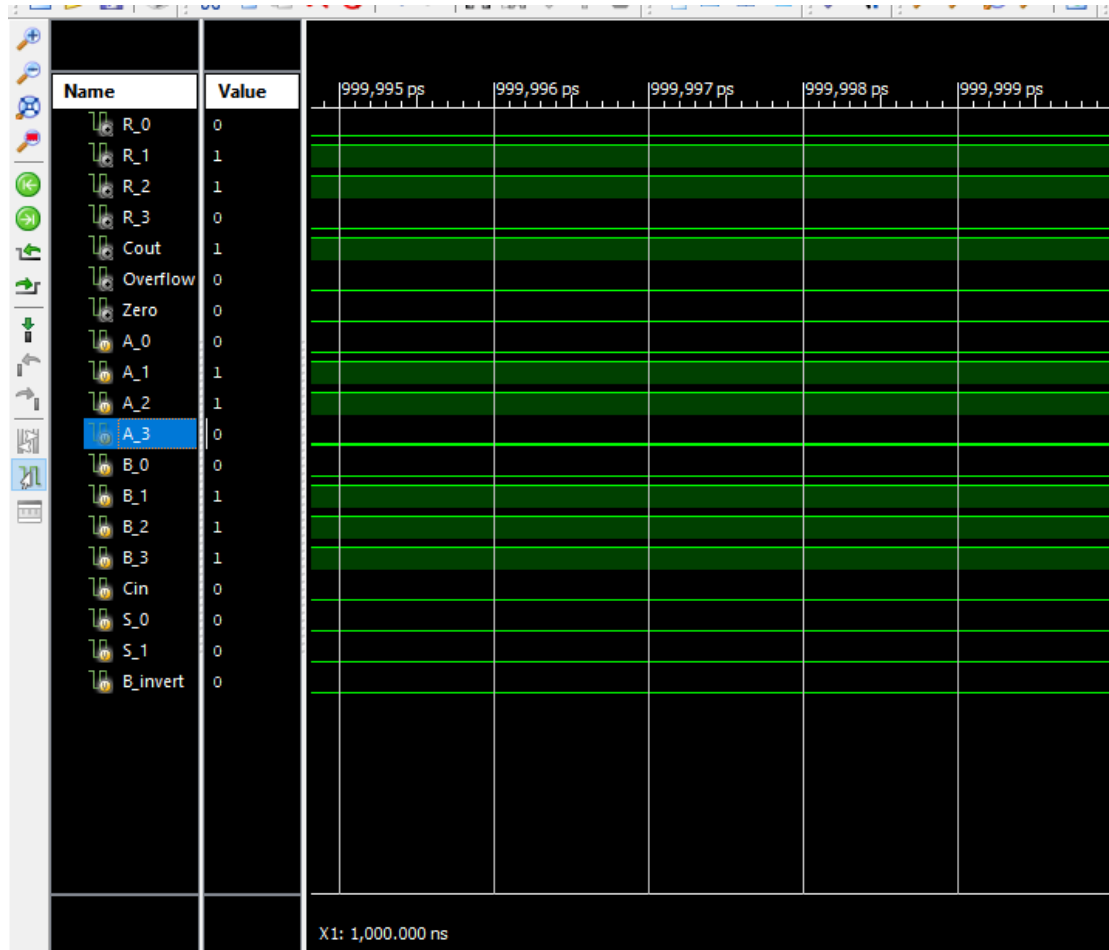 Name Value 999,995 ps 999,996 ps 999,997 ps 999,998 ps 999,999 ps
R_0 0
R_1 1
R_2 1
R_3 0
Cout 1
Overflow 0
Zero 0
A_0 0
A_1 1
A_2 1
A_3 0
B_0 0
B_1 1
B_2 1
B_3 1
Cin 0
S_0 0
S_1 0
B_invert 0
X1: 1,000.000 ns